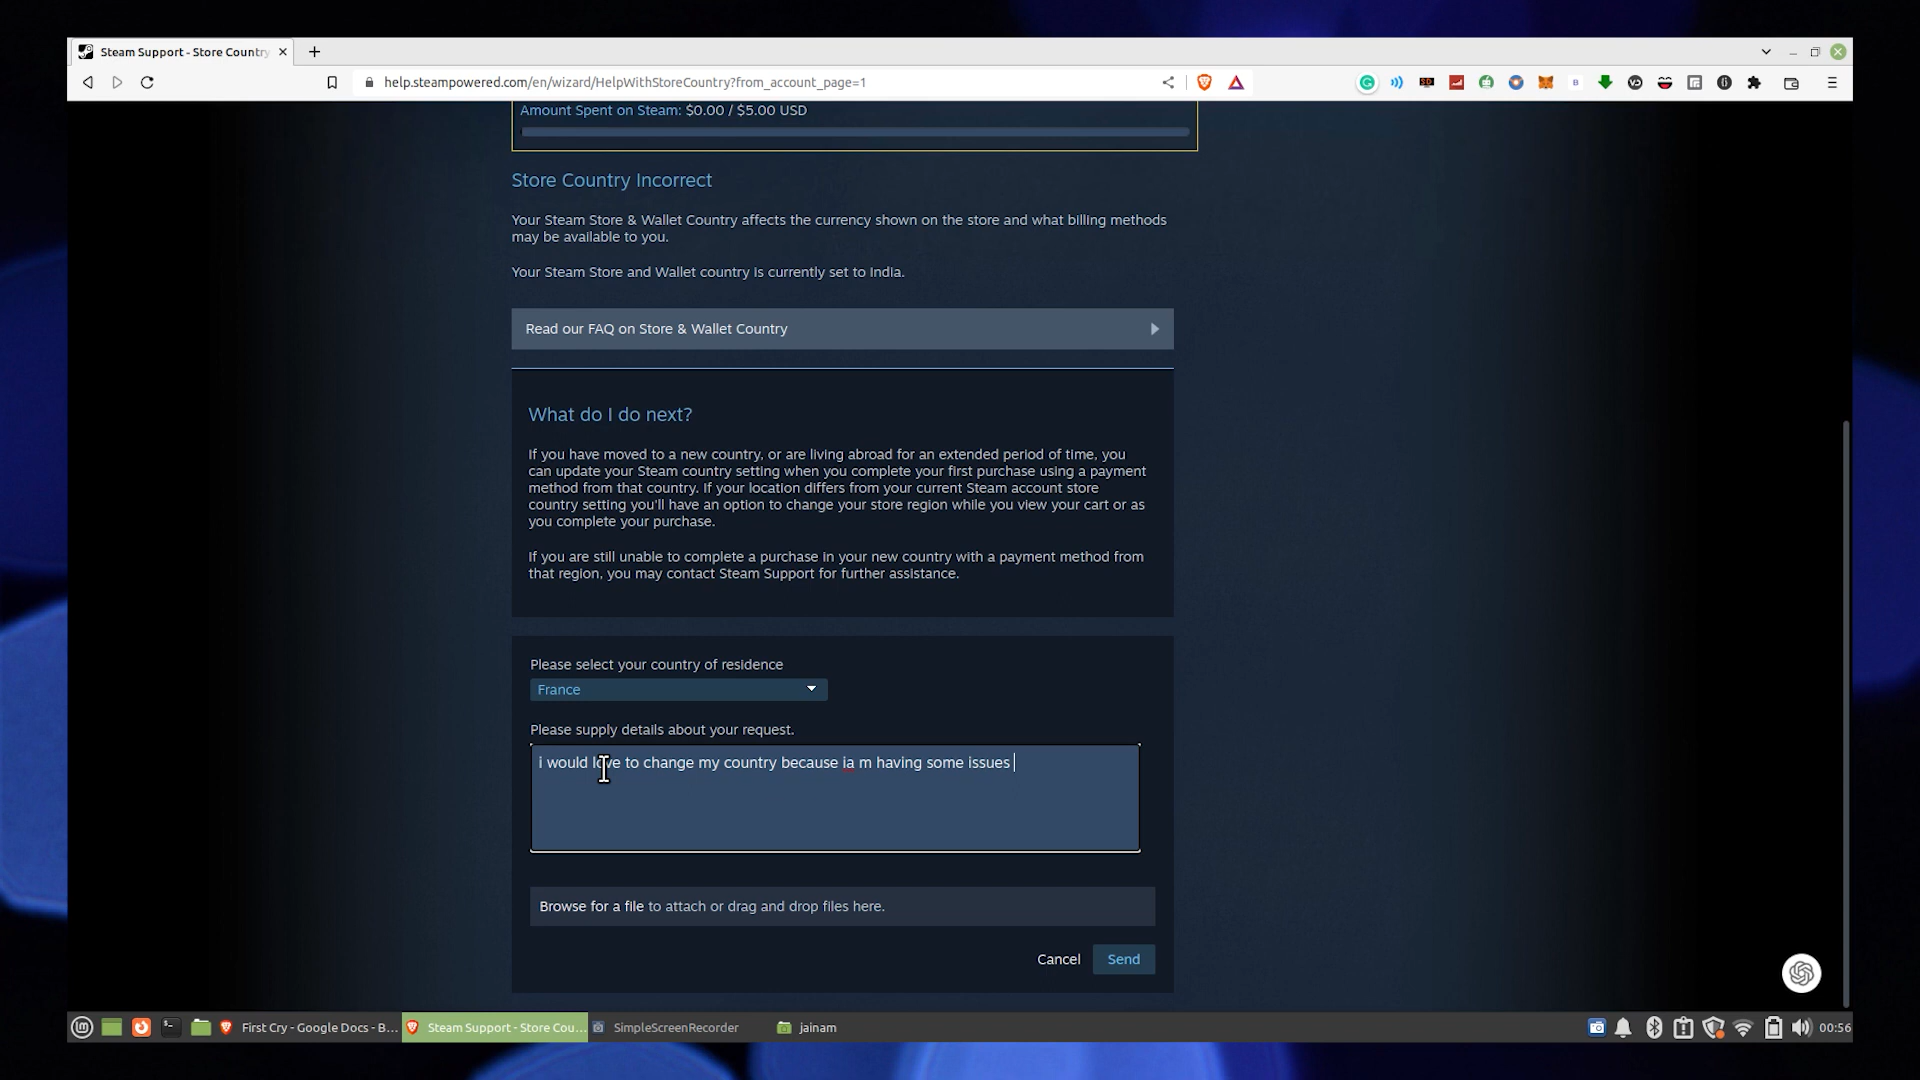 Steam Support - Store Country
help.steampowered.com/en/wizard/HelpWithStoreCountry?from_account_page=1
Amount Spent on Steam: $0.00 / $5.00 USD
Store Country Incorrect
Your Steam Store & Wallet Country affects the currency shown on the store and what billing methods
may be available to you.
Your Steam Store and Wallet country is currently set to India.
Read our FAQ on Store & Wallet Country
What do I do next?
If you have moved to a new country, or are living abroad for an extended period of time, you
can update your Steam country setting when you complete your first purchase using a payment
method from that country. If your location differs from your current Steam account store
country setting you'll have an option to change your store region while you view your cart or as
you complete your purchase.
If you are still unable to complete a purchase in your new country with a payment method from
that region, you may contact Steam Support for further assistance.
Please select your country of residence
France
Please supply details about your request.
i would love to change my country because ia m having some issues
Browse for a file to attach or drag and drop files here.
Cancel
Send
First Cry - Google Docs - B...
Steam Support - Store Cou...
SimpleScreenRecorder
jainam
00:56